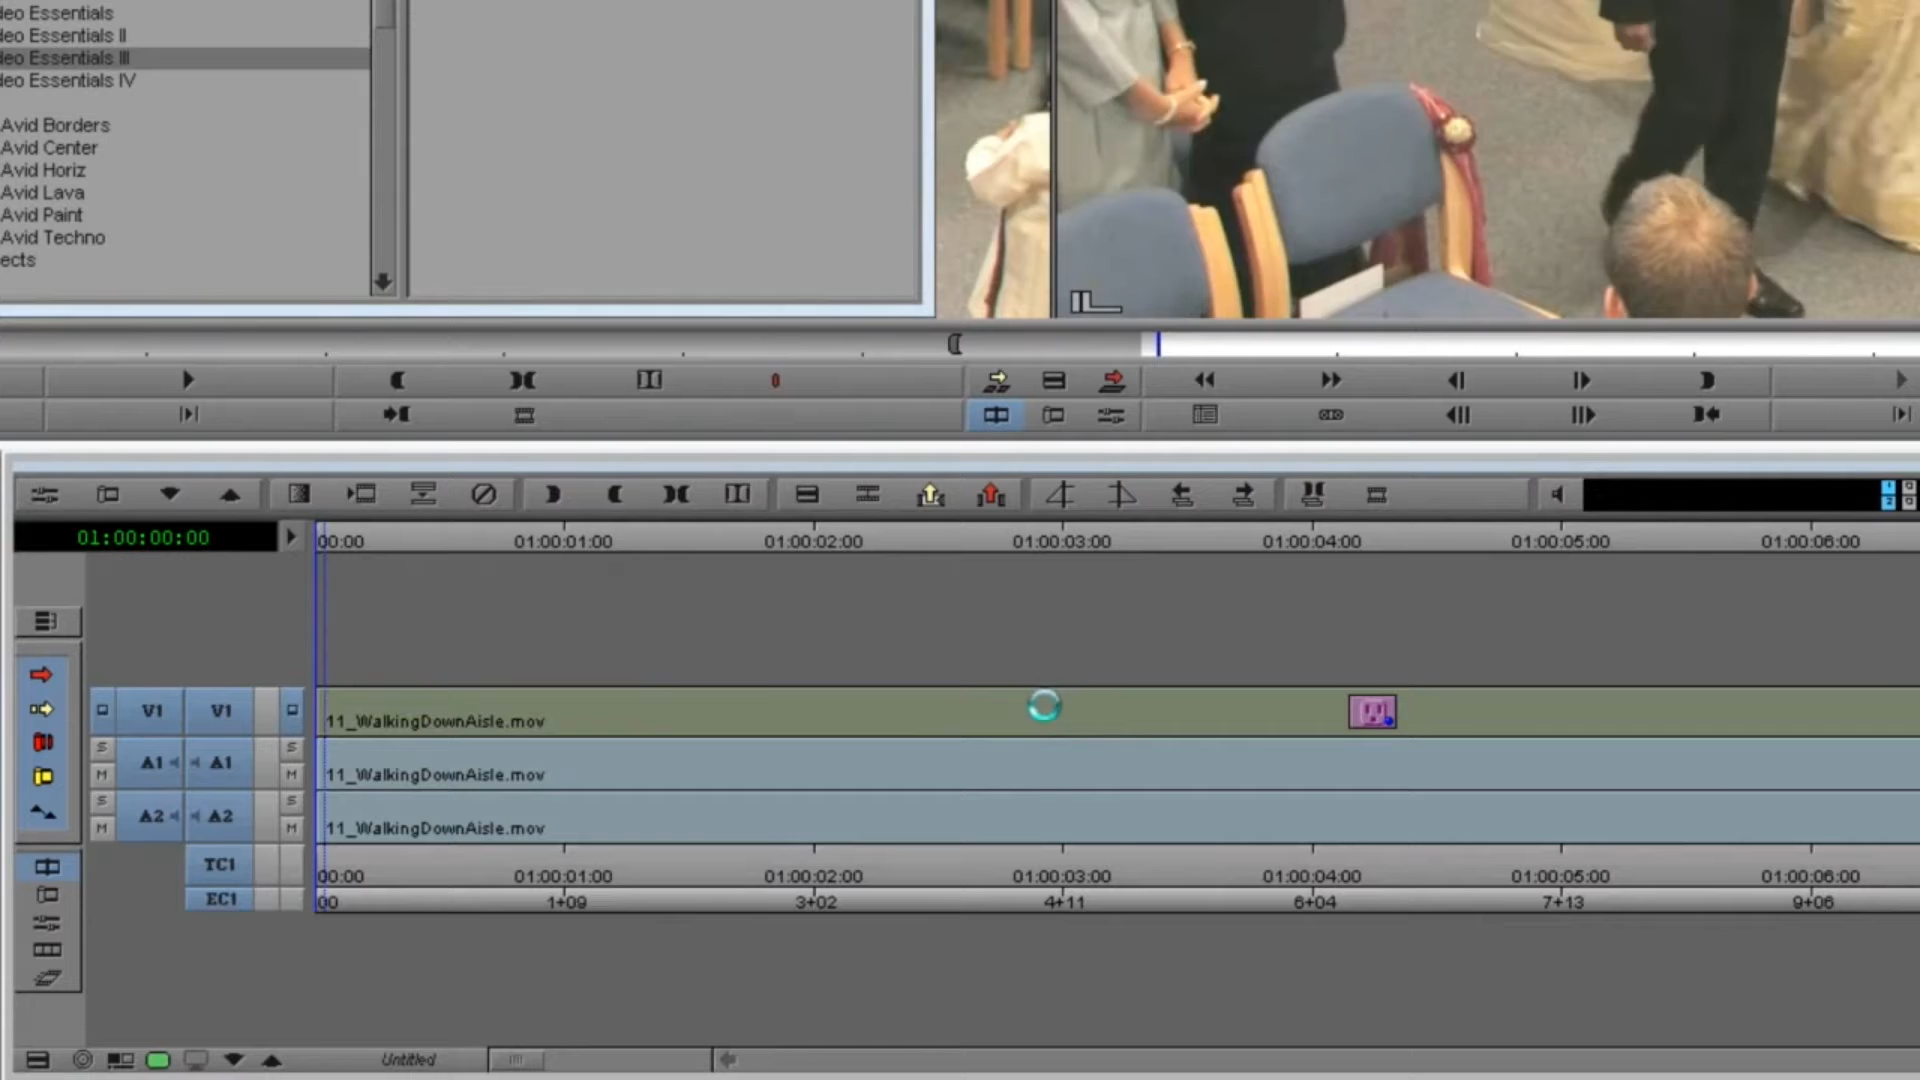 deo Essentials
deo Essentials II
deo Essentials III
deo Essentials IV
Avid Borders
Avid Center
Avid Horiz
Avid Lava
Avid Paint
Avid Techno
ects
01:00:00:00
00:00 01:00:01:00 01:00:02:00 01:00:03:00 01:00:04:00 01:00:05:00 01:00:06:00
V1 V1 11_WalkingDownAisle.mov
S S
A1 A1 11_WalkingDownAisle.mov
M M
S S
A2 A2 11_WalkingDownAisle.mov
M M
TC1 00:00 01:00:01:00 01:00:02:00 01:00:03:00 01:00:04:00 01:00:05:00 01:00:06:00
EC1 00 1+09 3+02 4+11 6+04 7+13 9+06
Untitled